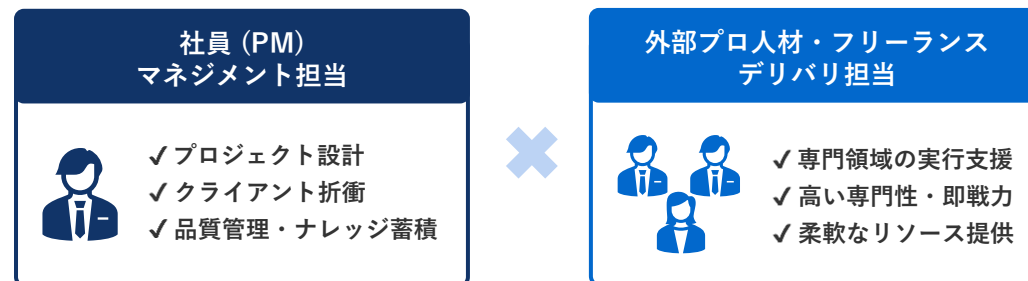 社員 (PM)
マネジメント担当
✓プロジェクト設計
✓クライアント折衝
✓品質管理・ナレッジ蓄積
外部プロ人材・フリーランス
デリバリ担当
✓専門領域の実行支援
✓高い専門性・即戦力
✓柔軟なリソース提供